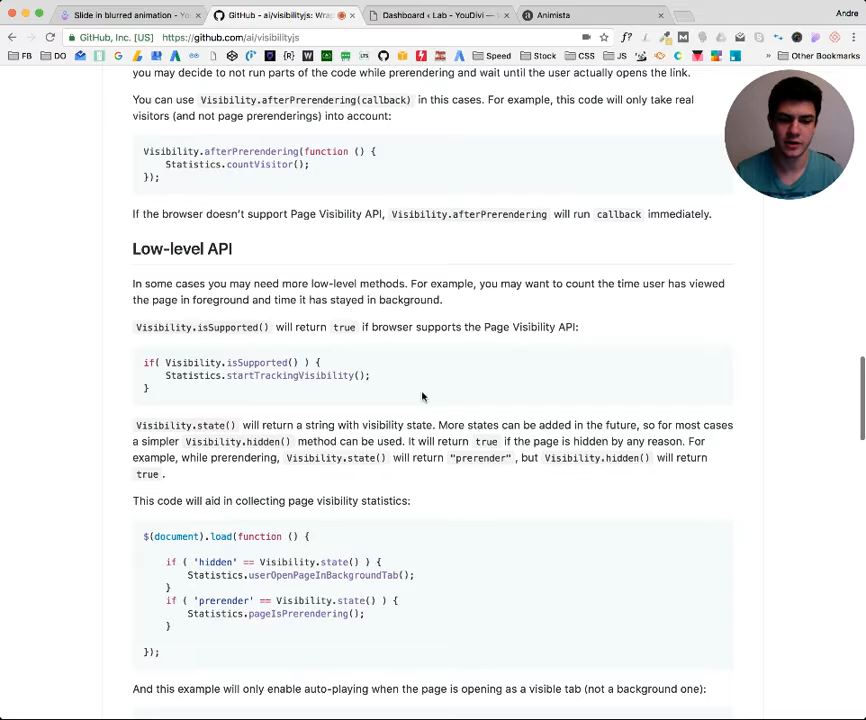 Slide in blurred animation - Yo
GitHub - ai/visibilityjs: Wrap
Dashboard ‹ Lab — YouDivi —
Animista
Andre
GitHub, Inc. [US] https://github.com/ai/visibilityjs
FB DO Speed Stock CSS JS » Other Bookmarks
you may decide to not run parts of the code while prerendering and wait until the user actually opens the link.
You can use Visibility.afterPrerendering(callback) in this cases. For example, this code will only take real
visitors (and not page prerenderings) into account:
Visibility.afterPrerendering(function () {
Statistics.countVisitor();
});
If the browser doesn't support Page Visibility API, Visibility.afterPrerendering will run callback immediately.
Low-level API
In some cases you may need more low-level methods. For example, you may want to count the time user has viewed
the page in foreground and time it has stayed in background.
Visibility.isSupported() will return true if browser supports the Page Visibility API:
if( Visibility.isSupported() ) {
Statistics.startTrackingVisibility();
}
Visibility.state() will return a string with visibility state. More states can be added in the future, so for most cases
a simpler Visibility.hidden() method can be used. It will return true if the page is hidden by any reason. For
example, while prerendering, Visibility.state() will return "prerender", but Visibility.hidden() will return
true.
This code will aid in collecting page visibility statistics:
$(document).load(function () {
if ( 'hidden' == Visibility.state() ) {
Statistics.userOpenPageInBackgroundTab();
}
if ( 'prerender' == Visibility.state() ) {
Statistics.pageIsPrerendering();
}
});
And this example will only enable auto-playing when the page is opening as a visible tab (not a background one):